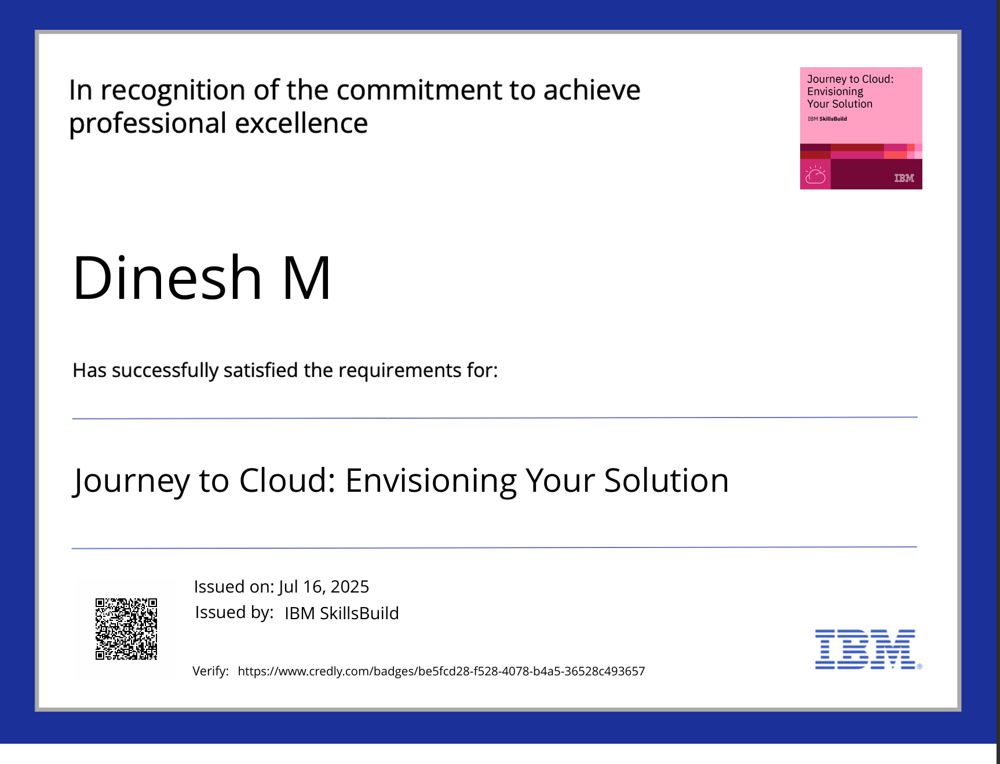 In recognition of the commitment to achieve
professional excellence
Journey to Cloud:
Envisioning
Your Solution
IBM SkillsBuild
IBM
Dinesh M
Has successfully satisfied the requirements for:
Journey to Cloud: Envisioning Your Solution
Issued on: Jul 16, 2025
Issued by: IBM SkillsBuild
Verify: https://www.credly.com/badges/be5fcd28-f528-4078-b4a5-36528c493657
IBM®